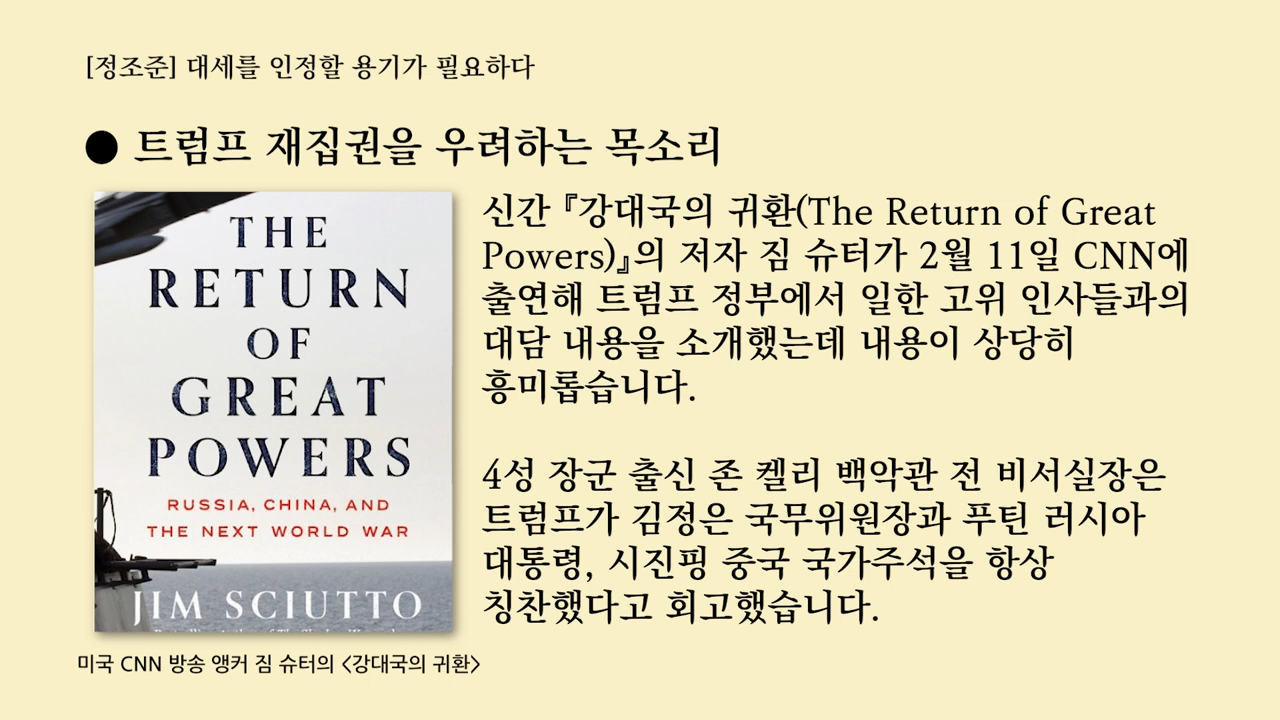 [정조준] 대세를 인정할 용기가 필요하다
● 트럼프 재집권을 우려하는 목소리
THE
RETURN
OF
GREAT
POWERS
RUSSIA, CHINA, AND
THE NEXT WORLD WAR
JIM SCIUTTO
신간 『강대국의 귀환(The Return of Great
Powers)』의 저자 짐 슈터가 2월 11일 CNN에
출연해 트럼프 정부에서 일한 고위 인사들과의
대담 내용을 소개했는데 내용이 상당히
흥미롭습니다.
4성 장군 출신 존 켈리 백악관 전 비서실장은
트럼프가 김정은 국무위원장과 푸틴 러시아
대통령, 시진핑 중국 국가주석을 항상
칭찬했다고 회고했습니다.
미국 CNN 방송 앵커 짐 슈터의 <강대국의 귀환>